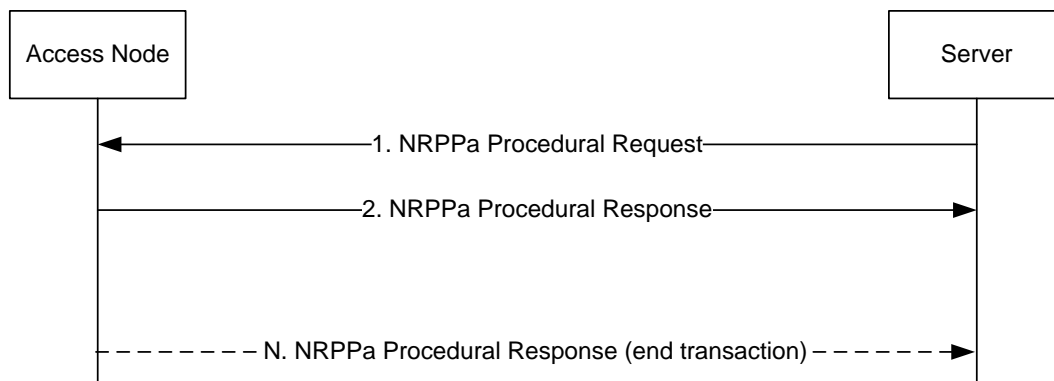 Access Node
Server
1. NRPPa Procedural Request
2. NRPPa Procedural Response
N. NRPPa Procedural Response (end transaction)